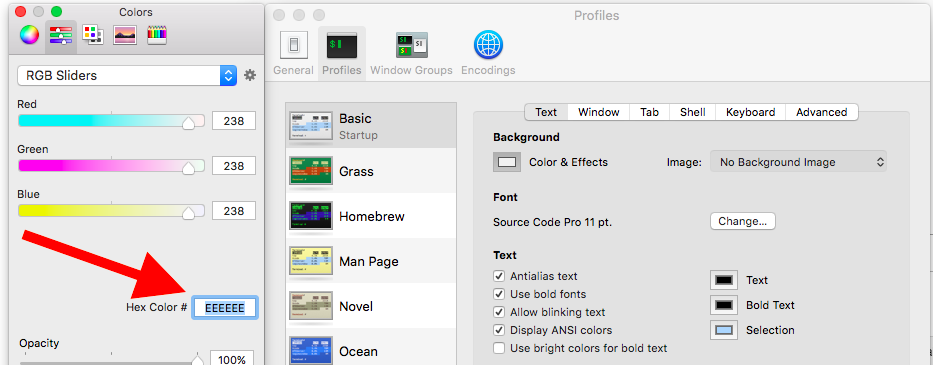 Colors
RGB Sliders
Red
238
Green
238
Blue
238
Hex Color # EEEEEE
Opacity
100%
Profiles
General Profiles Window Groups Encodings
Basic
Startup
Grass
Homebrew
Man Page
Novel
Ocean
Text Window Tab Shell Keyboard Advanced
Background
Color & Effects Image: No Background Image
Font
Source Code Pro 11 pt. Change...
Text
Antialias text
Use bold fonts
Allow blinking text
Display ANSI colors
Use bright colors for bold text
Text
Bold Text
Selection